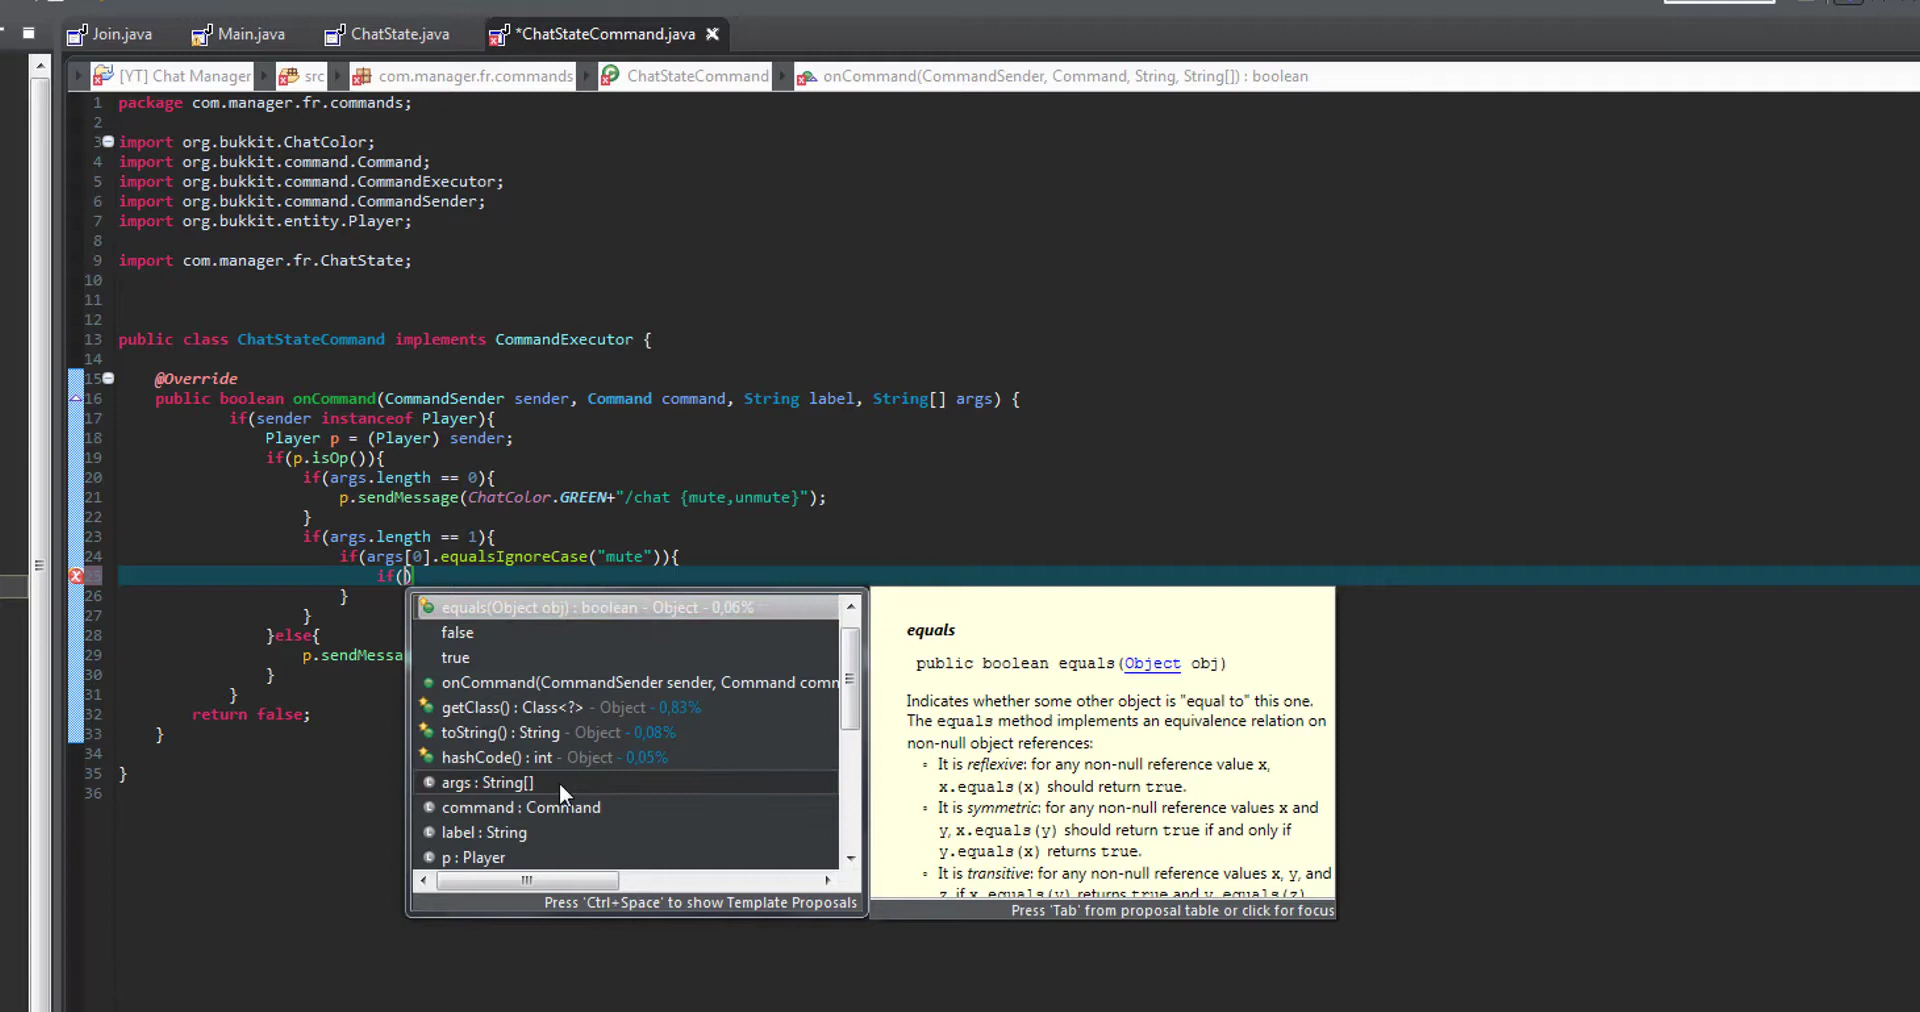 Join.java Main.java ChatState.java *ChatStateCommand.java
[YT] Chat Manager src com.manager.fr.commands ChatStateCommand onCommand(CommandSender, Command, String, String[]) : boolean
1 package com.manager.fr.commands;
2
3 import org.bukkit.ChatColor;
4 import org.bukkit.command.Command;
5 import org.bukkit.command.CommandExecutor;
6 import org.bukkit.command.CommandSender;
7 import org.bukkit.entity.Player;
8
9 import com.manager.fr.ChatState;
10
11
12
13 public class ChatStateCommand implements CommandExecutor {
14
15 @Override
16 public boolean onCommand(CommandSender sender, Command command, String label, String[] args) {
17 if(sender instanceof Player){
18 Player p = (Player) sender;
19 if(p.isOp()){
20 if(args.length == 0){
21 p.sendMessage(ChatColor.GREEN+"/chat {mute,unmute}");
22 }
23 if(args.length == 1){
24 if(args[0].equalsIgnoreCase("mute")){
25 if()
26 }
27 }
28 }else{
29 p.sendMessa
30 }
31 }
32 return false;
33 }
34
35 }
36
equals(Object obj) : boolean - Object - 0,06%
false
true
onCommand(CommandSender sender, Command comm
getClass() : Class<?> - Object - 0,83%
toString() : String - Object - 0,08%
hashCode() : int - Object - 0,05%
args : String[]
command : Command
label : String
p : Player
Press 'Ctrl+Space' to show Template Proposals
equals
public boolean equals(Object obj)
Indicates whether some other object is "equal to" this one.
The equals method implements an equivalence relation on
non-null object references:
It is reflexive: for any non-null reference value x,
x.equals(x) should return true.
It is symmetric: for any non-null reference values x and
y, x.equals(y) should return true if and only if
y.equals(x) returns true.
It is transitive: for any non-null reference values x, y, and
z, if x.equals(y) returns true and y.equals(z)
Press 'Tab' from proposal table or click for focus